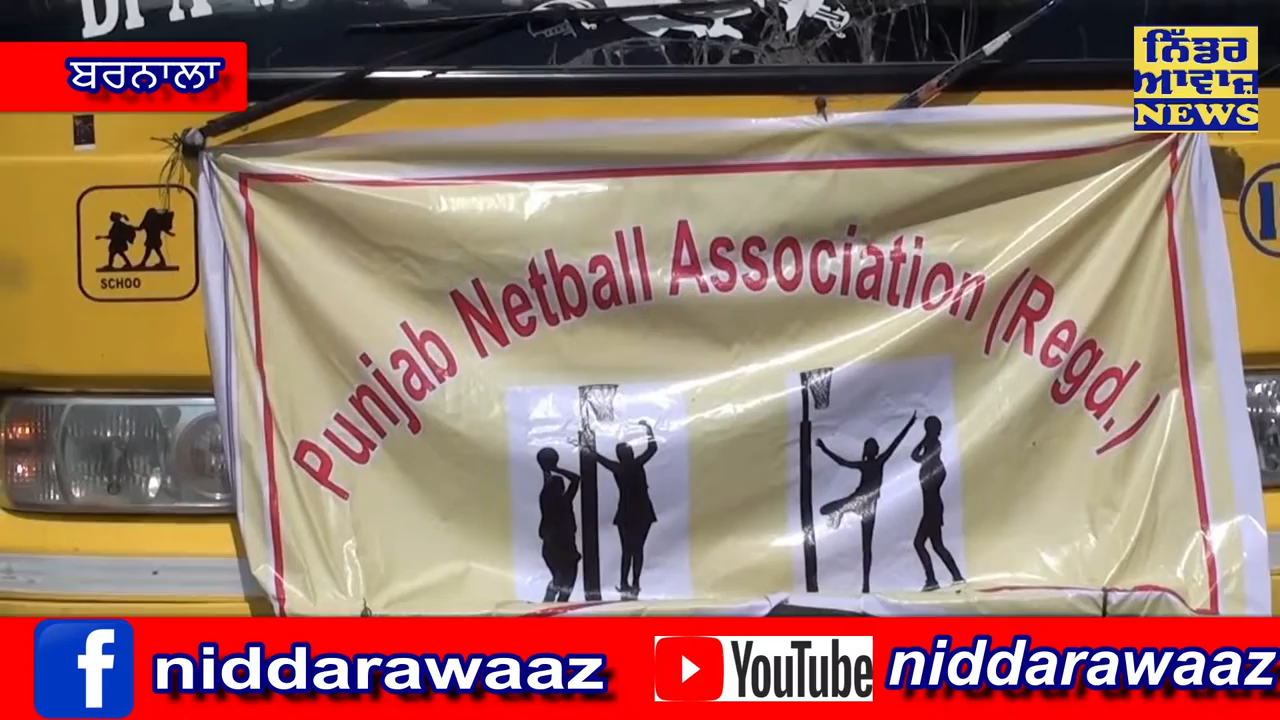 ਬਰਨਾਲਾ
ਨਿੱਡਰ
ਆਵਾਜ਼
NEWS
SCHOO
Punjab Netball Association (Regd.)
niddarawaaz
YouTube niddarawaaz